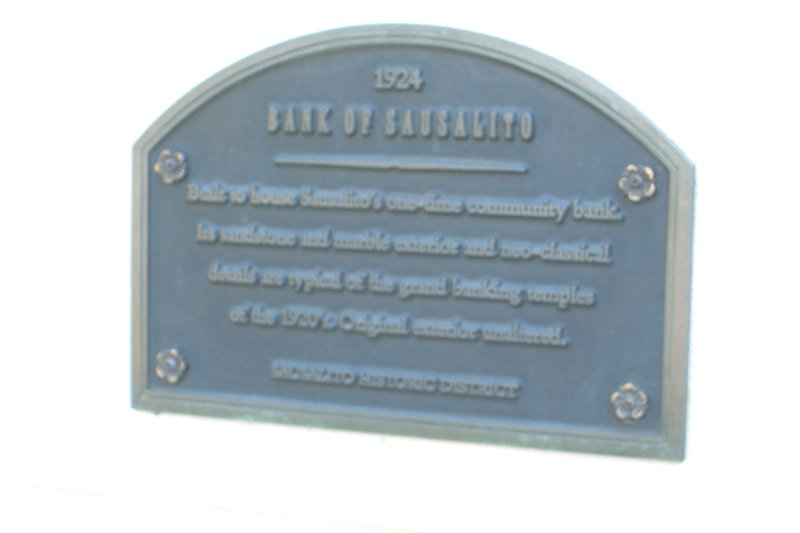 1924
BANK OF SAUSALITO
Built to house Sausalito's one-time community bank.
Its sandstone and marble exterior and neo-classical
details are typical of the grand banking temples
of the 1920's. Original exterior unaltered.
SAUSALITO HISTORIC DISTRICT